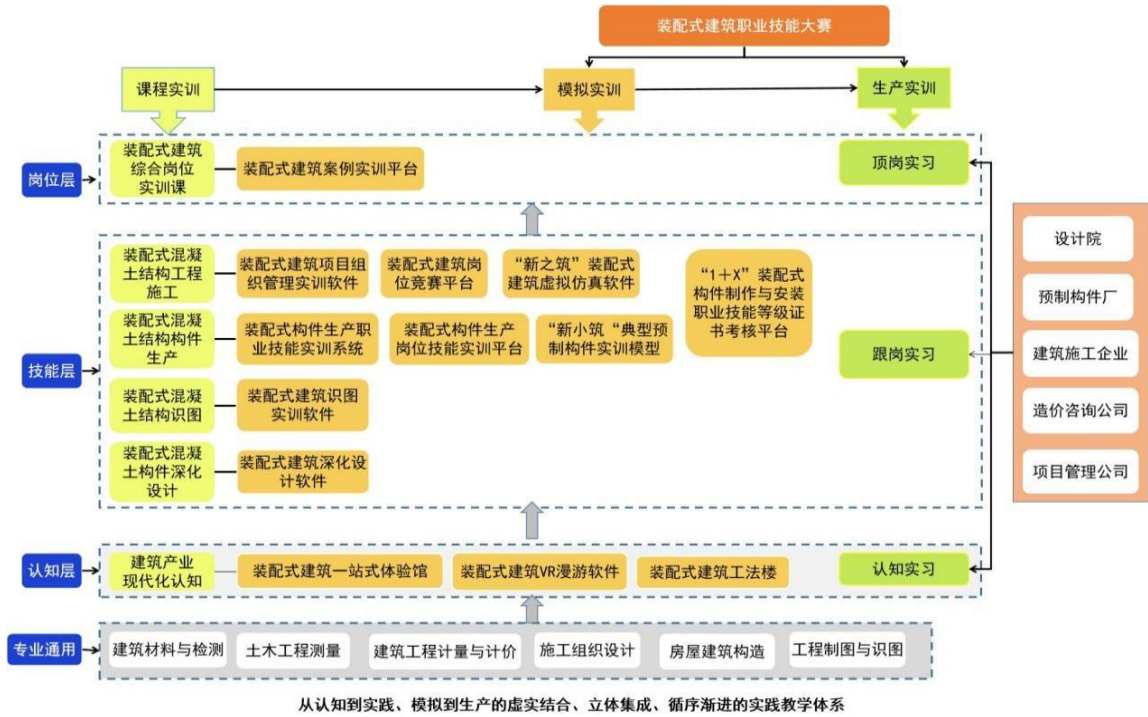 装配式建筑职业技能大赛
课程实训
模拟实训
生产实训
岗位层
装配式建筑
综合岗位
实训课
装配式建筑案例实训平台
顶岗实习
技能层
装配式混凝
土结构工程
施工
装配式建筑项目组
织管理实训软件
装配式建筑岗
位竞赛平台
“新之筑”装配式
建筑虚拟仿真软件
“1+X”装配式
构件制作与安装
职业技能等级证
书考核平台
装配式混凝
土结构构件
生产
装配式构件生产职
业技能实训系统
装配式构件生产
岗位技能实训平台
“新小筑“典型预
制构件实训模型
跟岗实习
装配式混凝
土结构识图
装配式建筑识图
实训软件
装配式混凝
土构件深化
设计
装配式建筑深化设
计软件
认知层
建筑产业
现代化认知
装配式建筑一站式体验馆
装配式建筑VR漫游软件
装配式建筑工法楼
认知实习
专业通用
建筑材料与检测
土木工程测量
建筑工程计量与计价
施工组织设计
房屋建筑构造
工程制图与识图
设计院
预制构件厂
建筑施工企业
造价咨询公司
项目管理公司
从认知到实践、模拟到生产的虚实结合、立体集成、循序渐进的实践教学体系